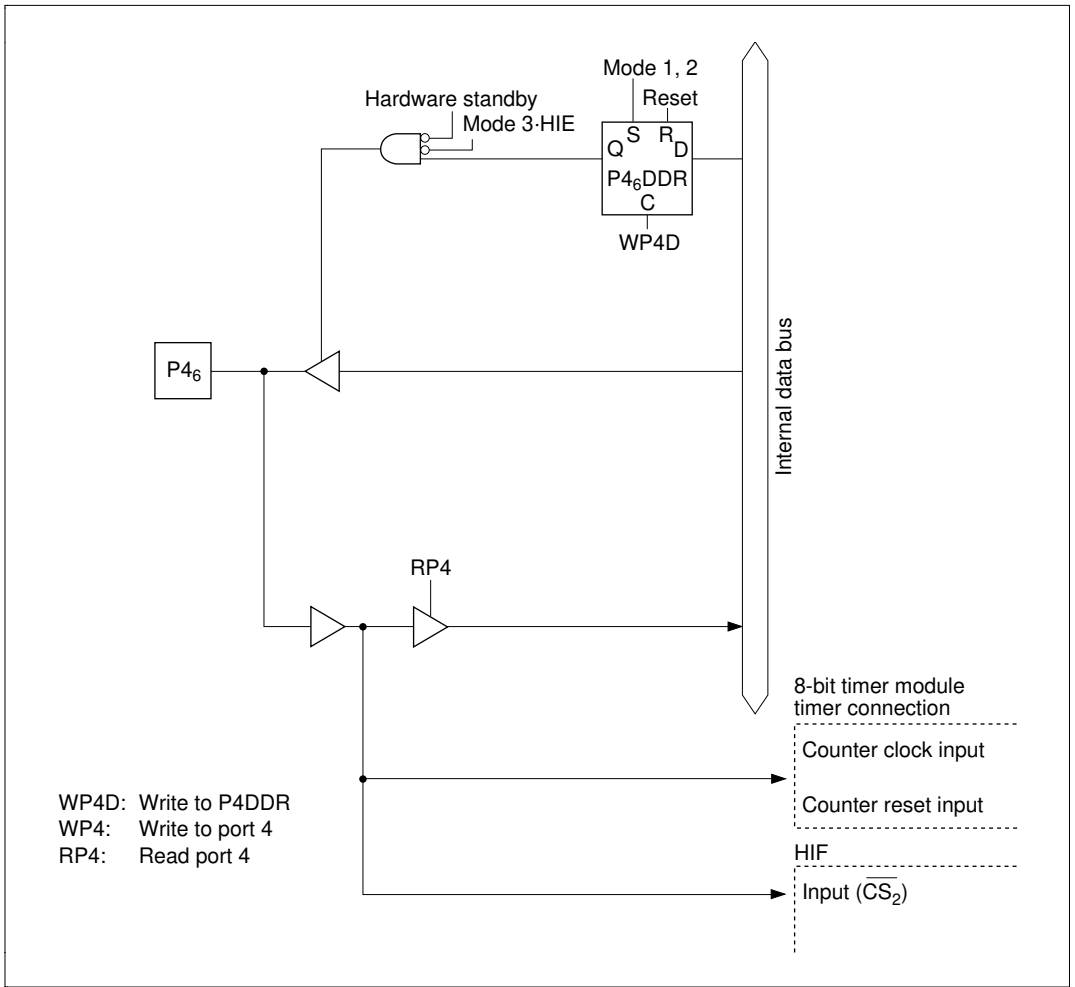 Mode 1, 2
Hardware standby
Reset
Mode 3·HIE
S R
Q D
P4₆DDR
C
WP4D
Internal data bus
P4₆
RP4
8-bit timer module
timer connection
Counter clock input
Counter reset input
WP4D: Write to P4DDR
WP4: Write to port 4
RP4: Read port 4
HIF
Input (C̅S̅₂)